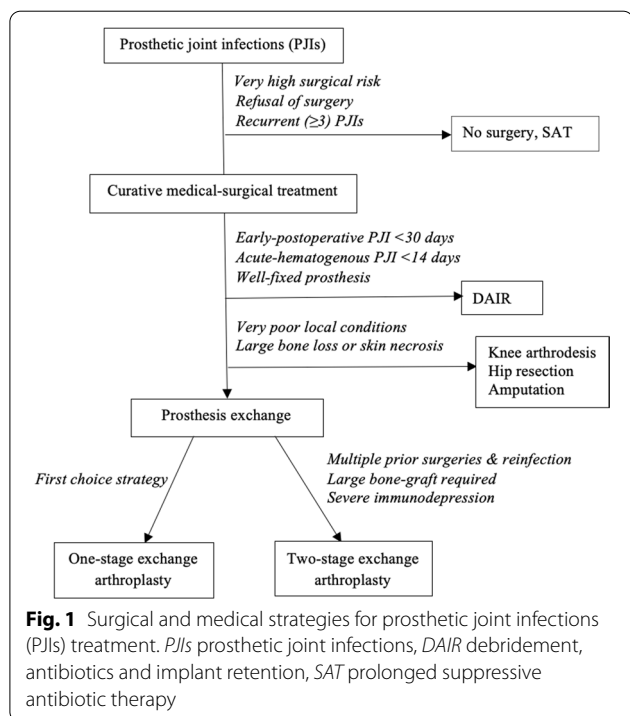 Prosthetic joint infections (PJIs)
Very high surgical risk
Refusal of surgery
Recurrent (≥3) PJIs
No surgery, SAT
Curative medical-surgical treatment
Early-postoperative PJI <30 days
Acute-hematogenous PJI <14 days
Well-fixed prosthesis
DAIR
Very poor local conditions
Large bone loss or skin necrosis
Knee arthrodesis
Hip resection
Amputation
Prosthesis exchange
First choice strategy
Multiple prior surgeries & reinfection
Large bone-graft required
Severe immunodepression
One-stage exchange
arthroplasty
Two-stage exchange
arthroplasty
Fig. 1 Surgical and medical strategies for prosthetic joint infections
(PJIs) treatment. PJIs prosthetic joint infections, DAIR debridement,
antibiotics and implant retention, SAT prolonged suppressive
antibiotic therapy